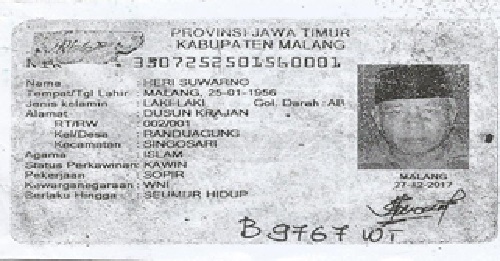 PROVINSI JAWA TIMUR
KABUPATEN MALANG
3307252501560001
Nama : HERI SUWARNO
Tempat/Tgl Lahir : MALANG, 25-01-1956
Jenis kelamin : LAKI-LAKI Gol. Darah : AB
Alamat : DUSUN KRAJAN
RT/RW : 002/001
Kel/Desa : RANDUAGUNG
Kecamatan : SINGOSARI
Agama : ISLAM
Status Perkawinan : KAWIN
Pekerjaan : SOPIR
Kewarganegaraan : WNI
Berlaku Hingga : SEUMUR HIDUP
MALANG
27-12-2017
B 9767 WT